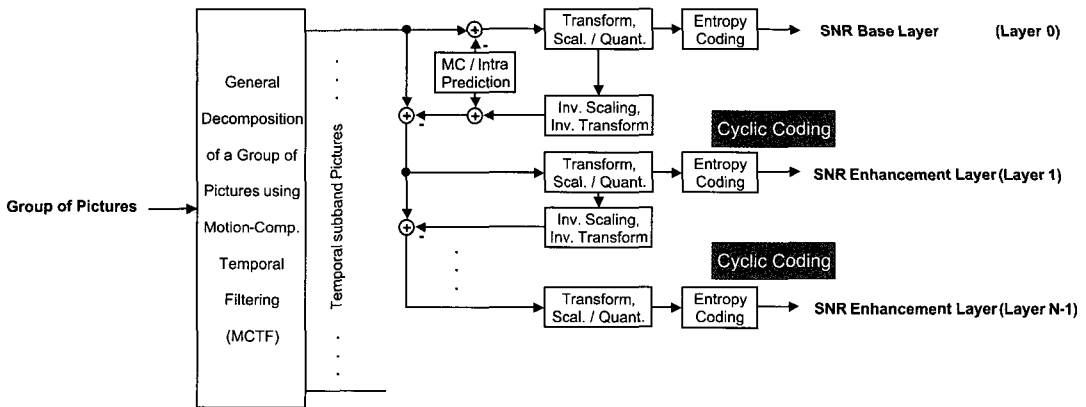 Group of Pictures
General
Decomposition
of a Group of
Pictures using
Motion-Comp.
Temporal
Filtering
(MCTF)
Temporal subband Pictures
MC / Intra
Prediction
Transform,
Scal. / Quant.
Entropy
Coding
SNR Base Layer (Layer 0)
Inv. Scaling,
Inv. Transform
Cyclic Coding
Transform,
Scal. / Quant.
Entropy
Coding
SNR Enhancement Layer (Layer 1)
Inv. Scaling,
Inv. Transform
Cyclic Coding
Transform,
Scal. / Quant.
Entropy
Coding
SNR Enhancement Layer (Layer N-1)